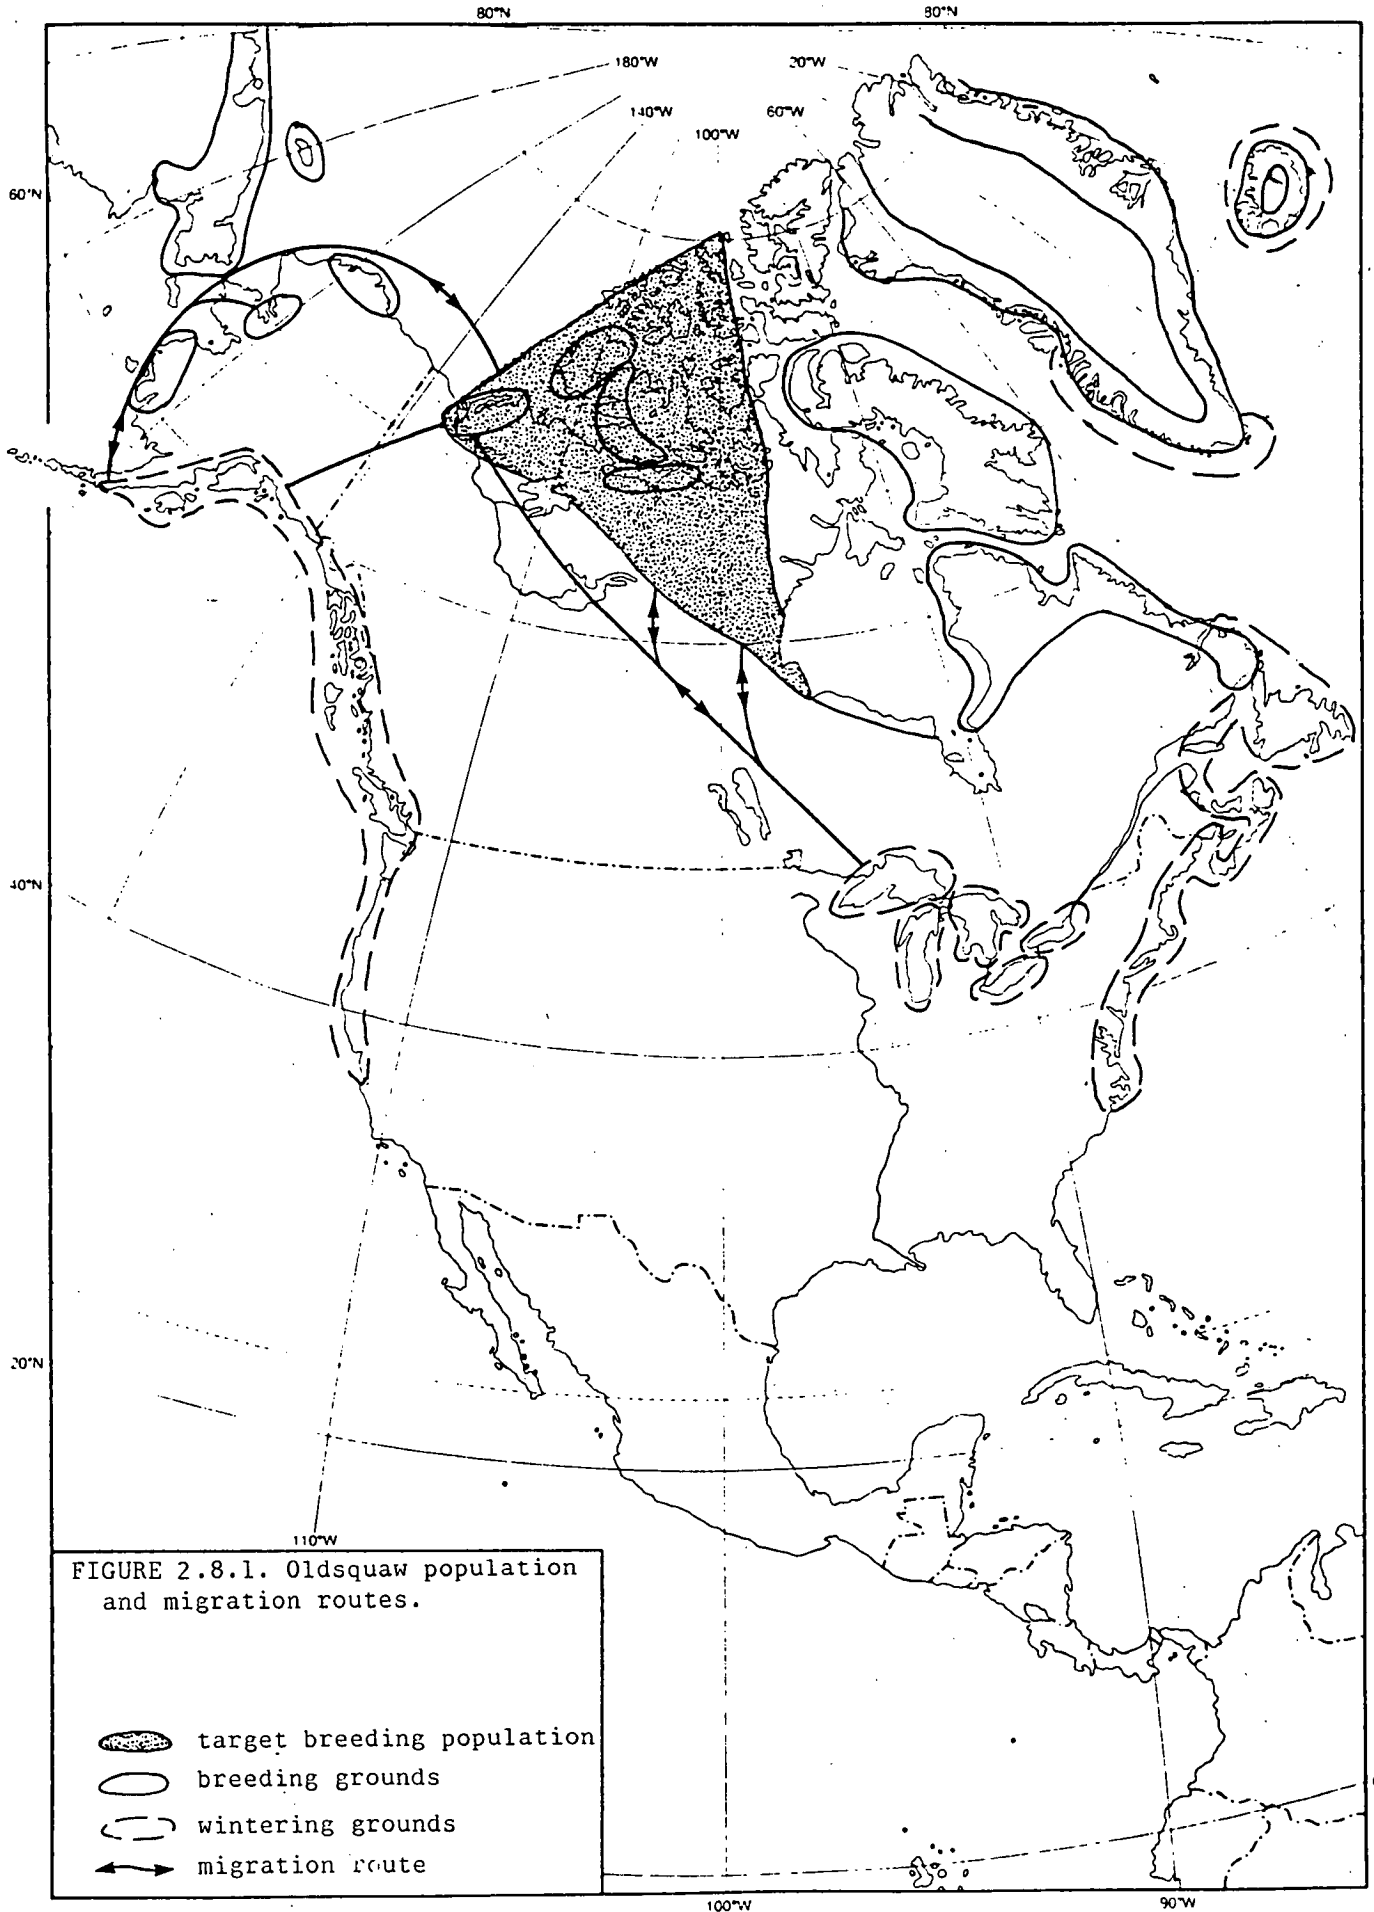 80°N 80°N
180°W 20°W
140°W 60°W
100°W
60°N
40°N
20°N
110°W
FIGURE 2.8.1. Oldsquaw population
and migration routes.
target breeding population
breeding grounds
wintering grounds
migration route
100°W 90°W